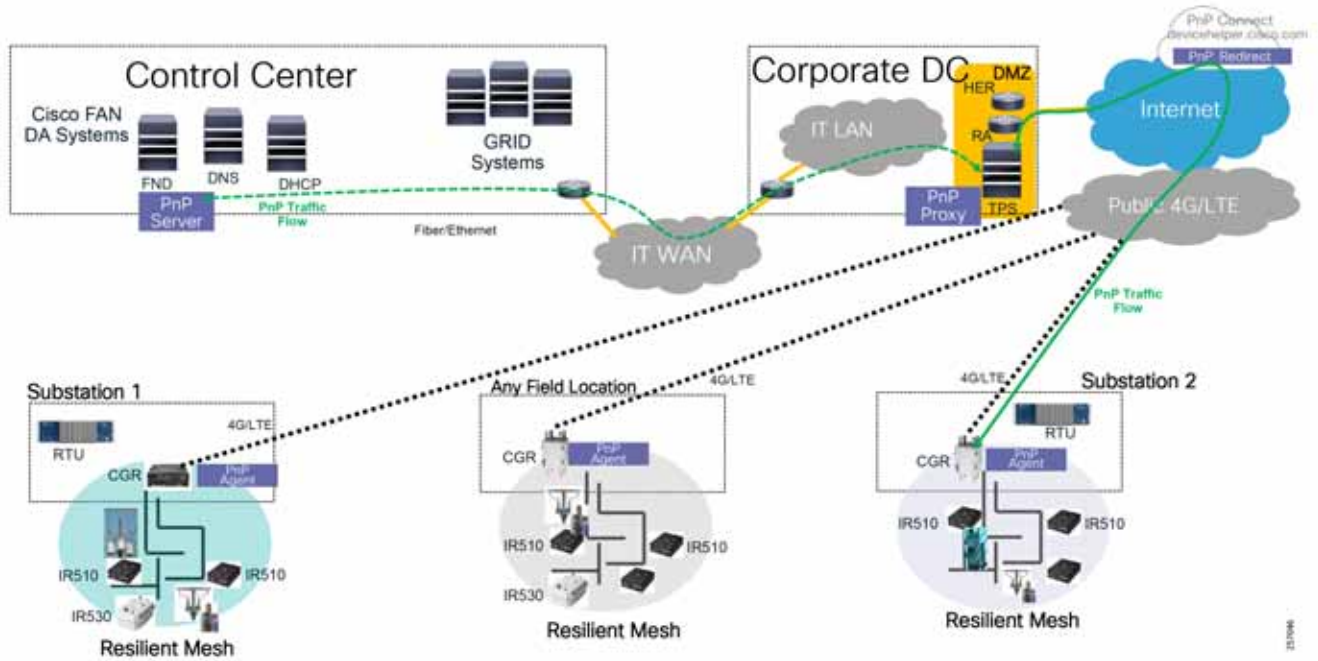 PnP Connect
devicehelper.cisco.com
PnP Redirect
Internet
Control Center
Cisco FAN
DA Systems
FND
DNS
DHCP
GRID
Systems
PnP
Server
PnP Traffic
Flow
Fiber/Ethernet
IT WAN
Corporate DC
DMZ
HER
IT LAN
RA
PnP
Proxy
TPS
Public 4G/LTE
PnP Traffic
Flow
Substation 1
RTU
4G/LTE
CGR
PnP
Agent
IR510
IR510
IR530
Resilient Mesh
Any Field Location
4G/LTE
CGR
PnP
Agent
IR510
IR510
IR530
Resilient Mesh
Substation 2
4G/LTE
RTU
CGR
PnP
Agent
IR510
IR510
Resilient Mesh
257096